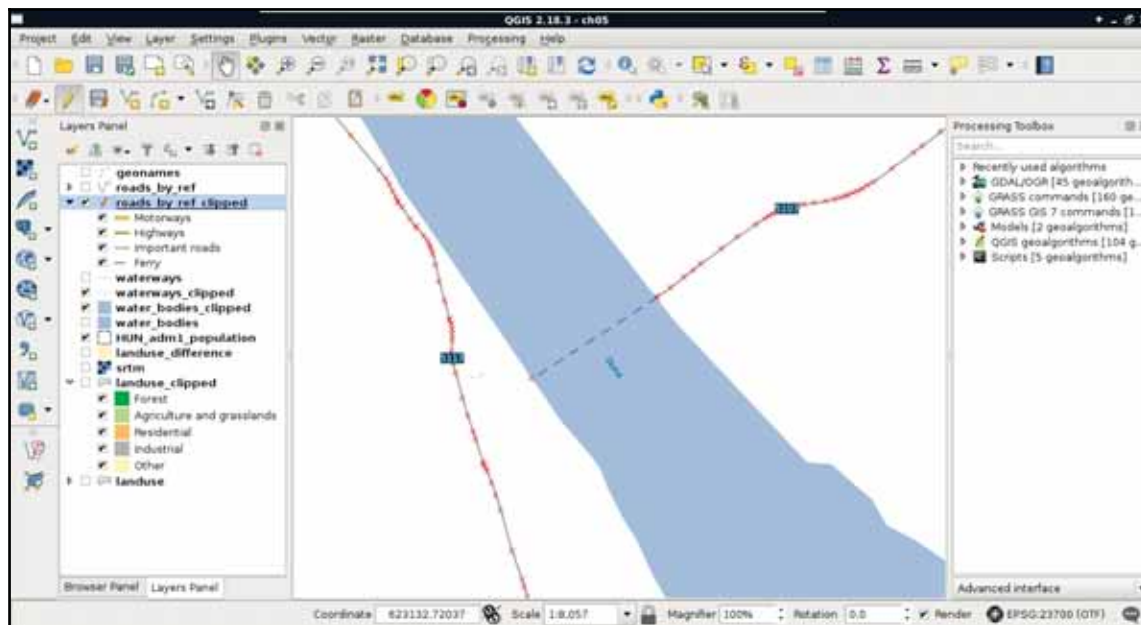 QGIS 2.18.3 - ch05
Project Edit View Layer Settings Plugins Vector Raster Database Processing Help
Layers Panel
geonames
roads_by_ref
roads_by_ref_clipped
Motorways
Highways
Important roads
Ferry
waterways
waterways_clipped
water_bodies_clipped
water_bodies
HUN_adm1_population
landuse_difference
srtm
landuse_clipped
Forest
Agriculture and grasslands
Residential
Industrial
Other
landuse
Browser Panel Layers Panel
Duna
Processing Toolbox
Search...
Recently used algorithms
GDAL/OGR [45 geoalgorith...
GRASS commands [160 ge...
GRASS GIS 7 commands [1...
Models [2 geoalgorithms]
QGIS geoalgorithms [104 g...
Scripts [5 geoalgorithms]
Advanced interface
Coordinate 623132.72037 Scale 1:8,057 Magnifier 100% Rotation 0.0 Render EPSG:23700 (OTF)